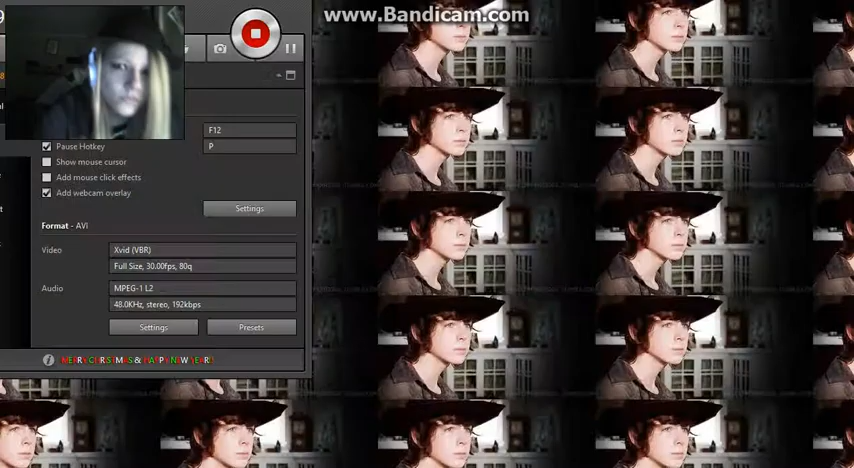 www.Bandicam.com
F12
Pause Hotkey
P
Show mouse cursor
Add mouse click effects
Add webcam overlay
Settings
Format - AVI
Video
Xvid (VBR)
Full Size, 30.00fps, 80q
Audio
MPEG-1 L2
48.0KHz, stereo, 192kbps
Settings
Presets
MERRY CHRISTMAS & HAPPY NEW YEAR!